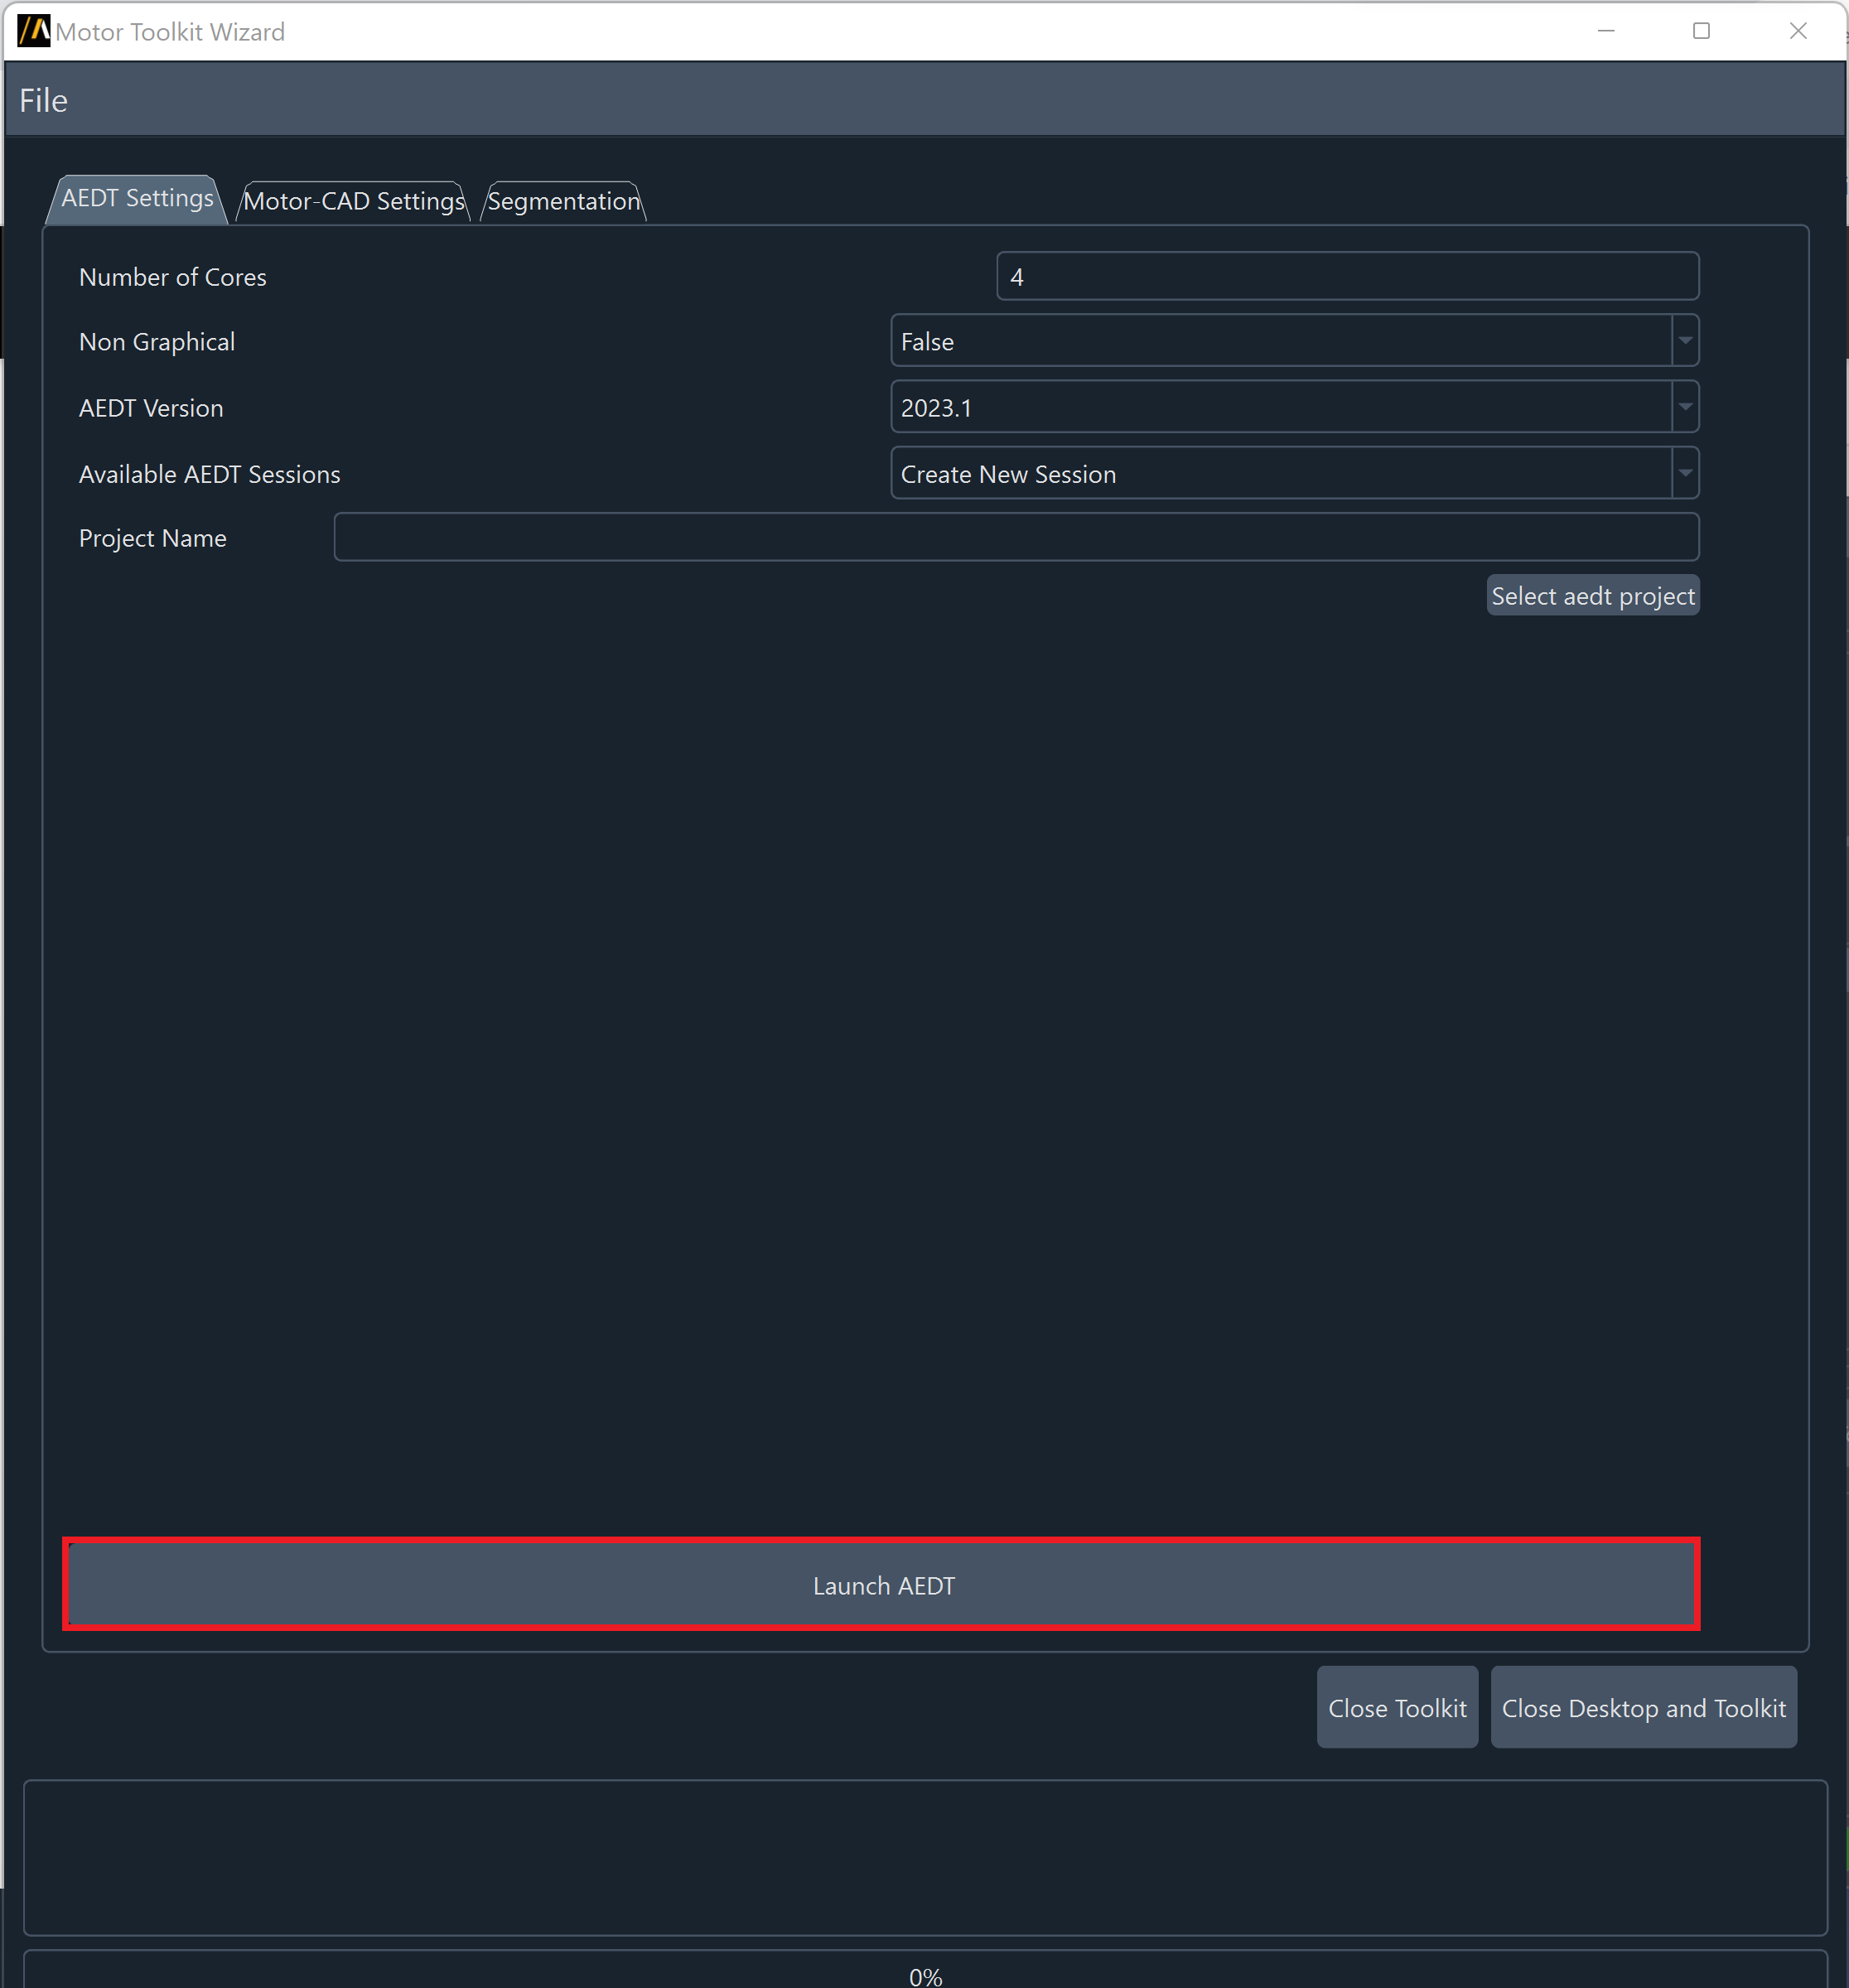 Motor Toolkit Wizard
File
AEDT Settings Motor-CAD Settings Segmentation
Number of Cores 4
Non Graphical False
AEDT Version 2023.1
Available AEDT Sessions Create New Session
Project Name
Select aedt project
Launch AEDT
Close Toolkit Close Desktop and Toolkit
0%